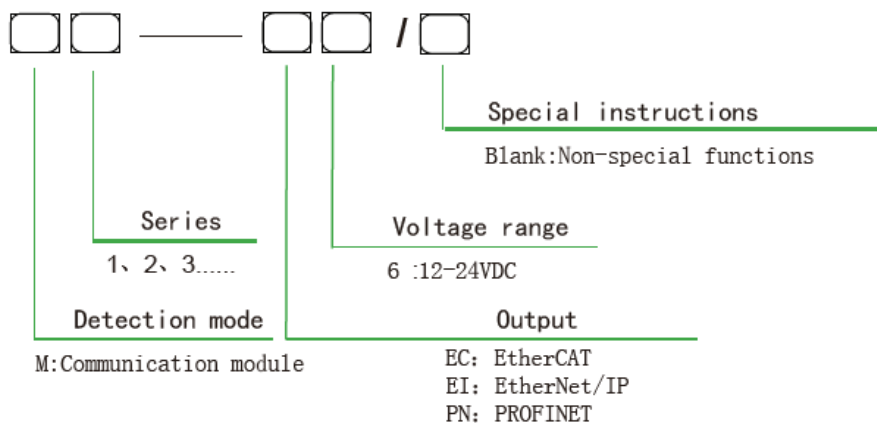 /
Special instructions
Blank:Non-special functions
Series
1、2、3......
Voltage range
6 :12-24VDC
Detection mode
M:Communication module
Output
EC: EtherCAT
EI: EtherNet/IP
PN: PROFINET